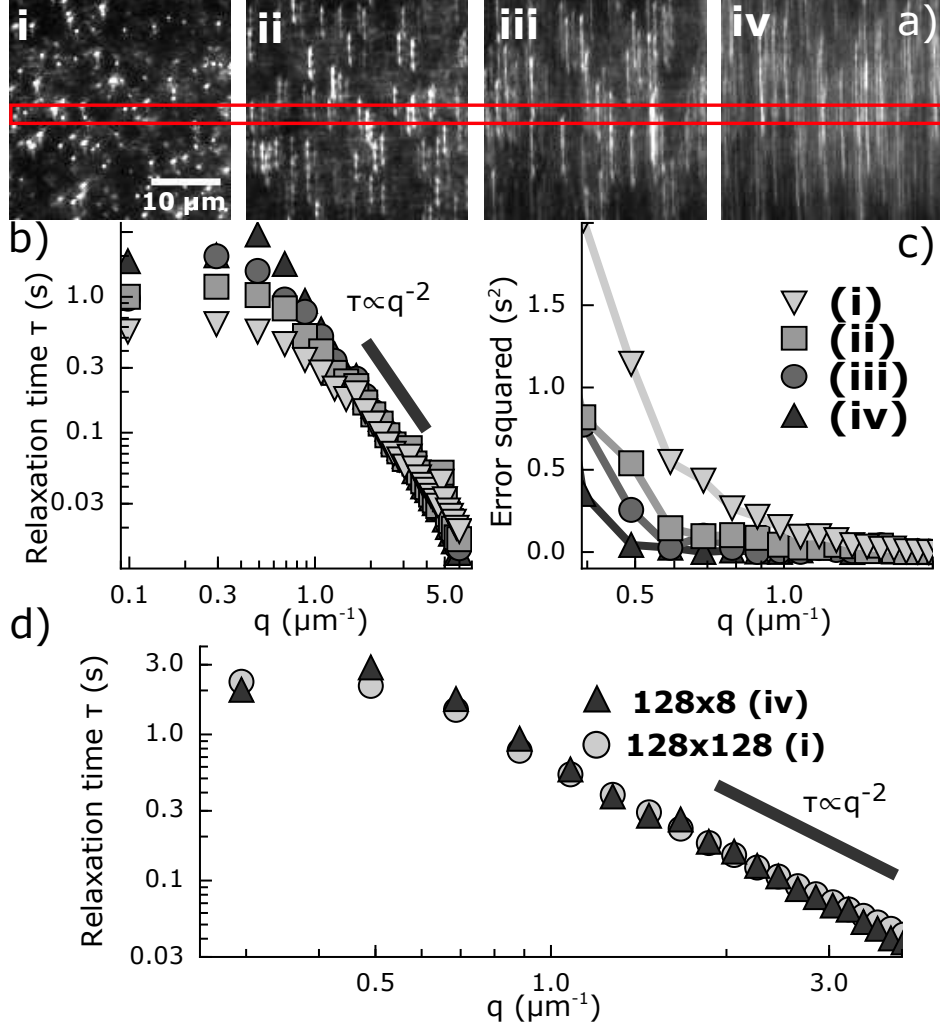 i
ii
iii
iv
a)
10 μm
b)
Relaxation time τ (s)
1.0
0.3
0.1
0.03
τ∝q⁻²
0.1
0.3
1.0
5.0
q (μm⁻¹)
c)
Error squared (s²)
1.5
1.0
0.5
0.0
(i)
(ii)
(iii)
(iv)
0.5
1.0
q (μm⁻¹)
d)
Relaxation time τ (s)
3.0
1.0
0.3
0.1
0.03
128x8 (iv)
128x128 (i)
τ∝q⁻²
0.5
1.0
3.0
q (μm⁻¹)